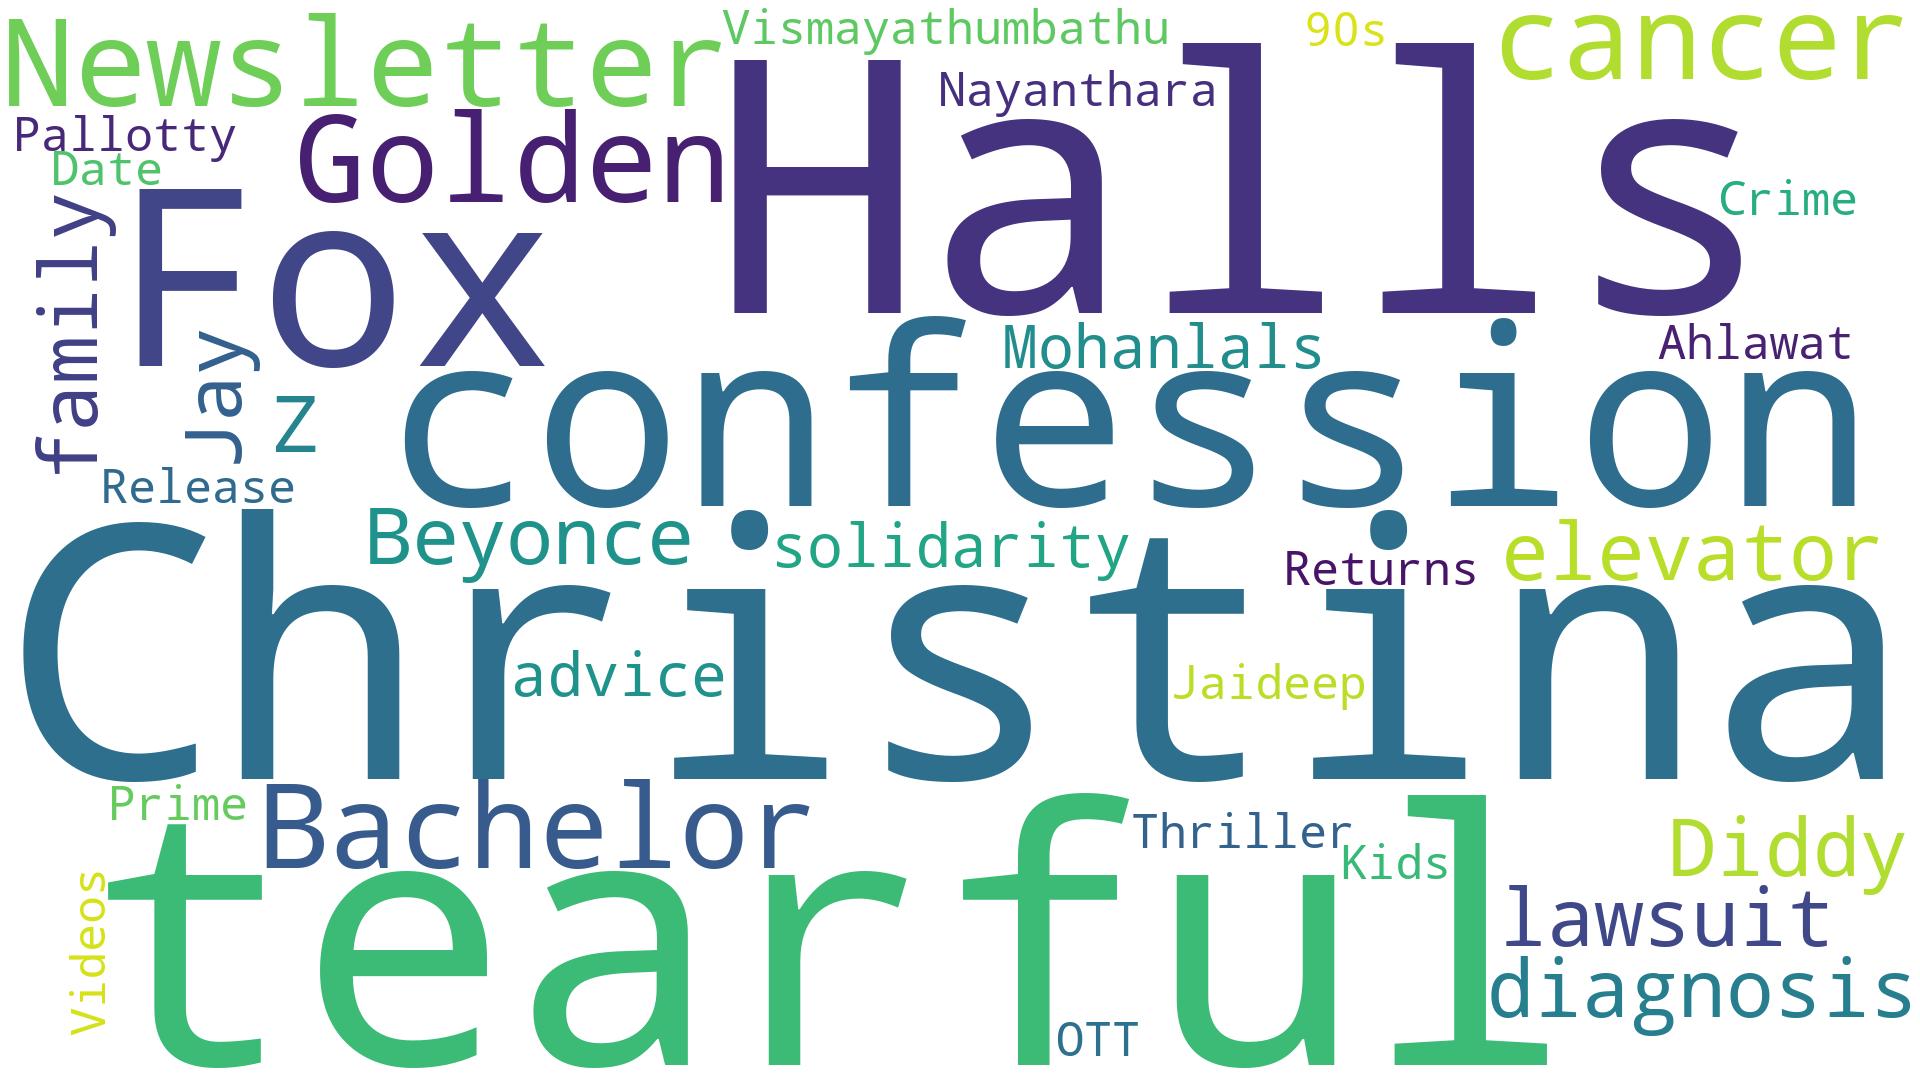 Newsletter
Vismayathumbathu
90s
cancer
Halls
Nayanthara
Pallotty
Date
Golden
Crime
family
Fox
Jay
Z
Mohanlals
Ahlawat
confession
Release
Beyonce
solidarity
Returns
elevator
Christina
advice
Jaideep
Prime
Bachelor
Thriller
Kids
Diddy
tearful
Videos
lawsuit
diagnosis
OTT